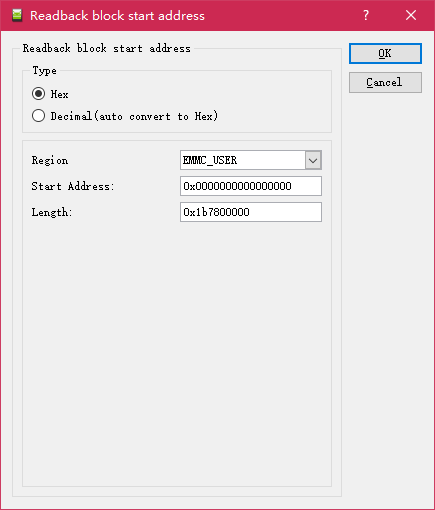 Readback block start address
?
Readback block start address
OK
Cancel
Type
Hex
Decimal(auto convert to Hex)
Region
EMMC_USER
Start Address:
0x0000000000000000
Length:
0x1b7800000